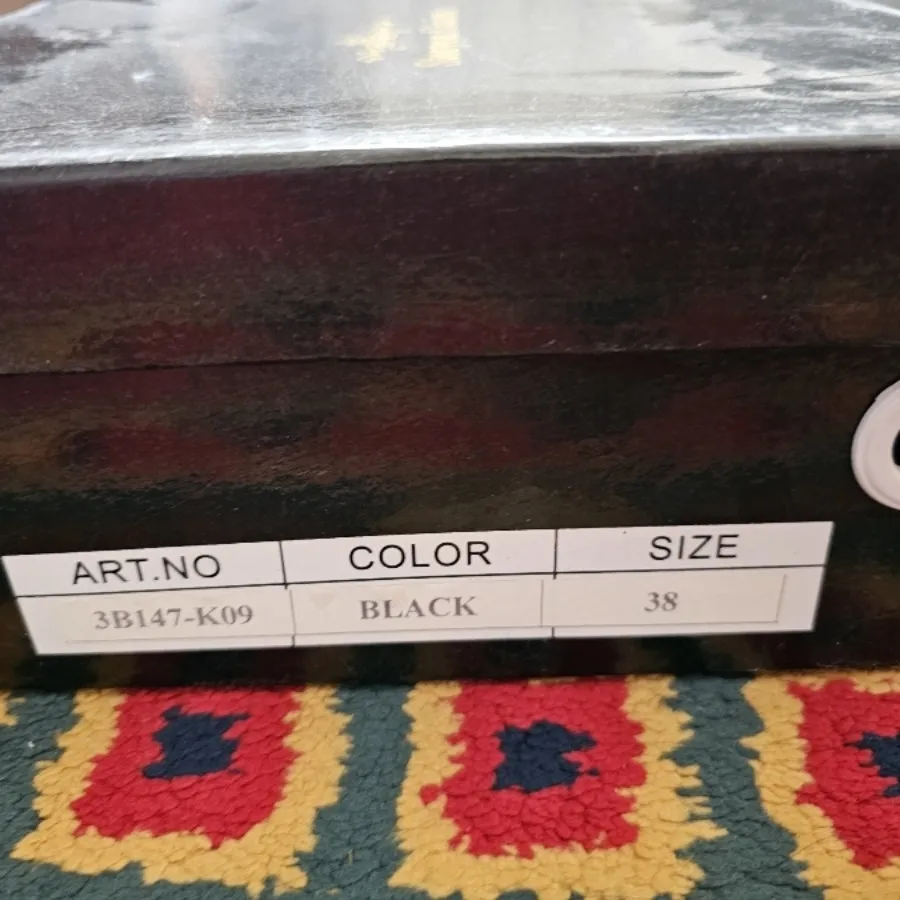 ART.NO COLOR SIZE
3B147-K09 BLACK 38